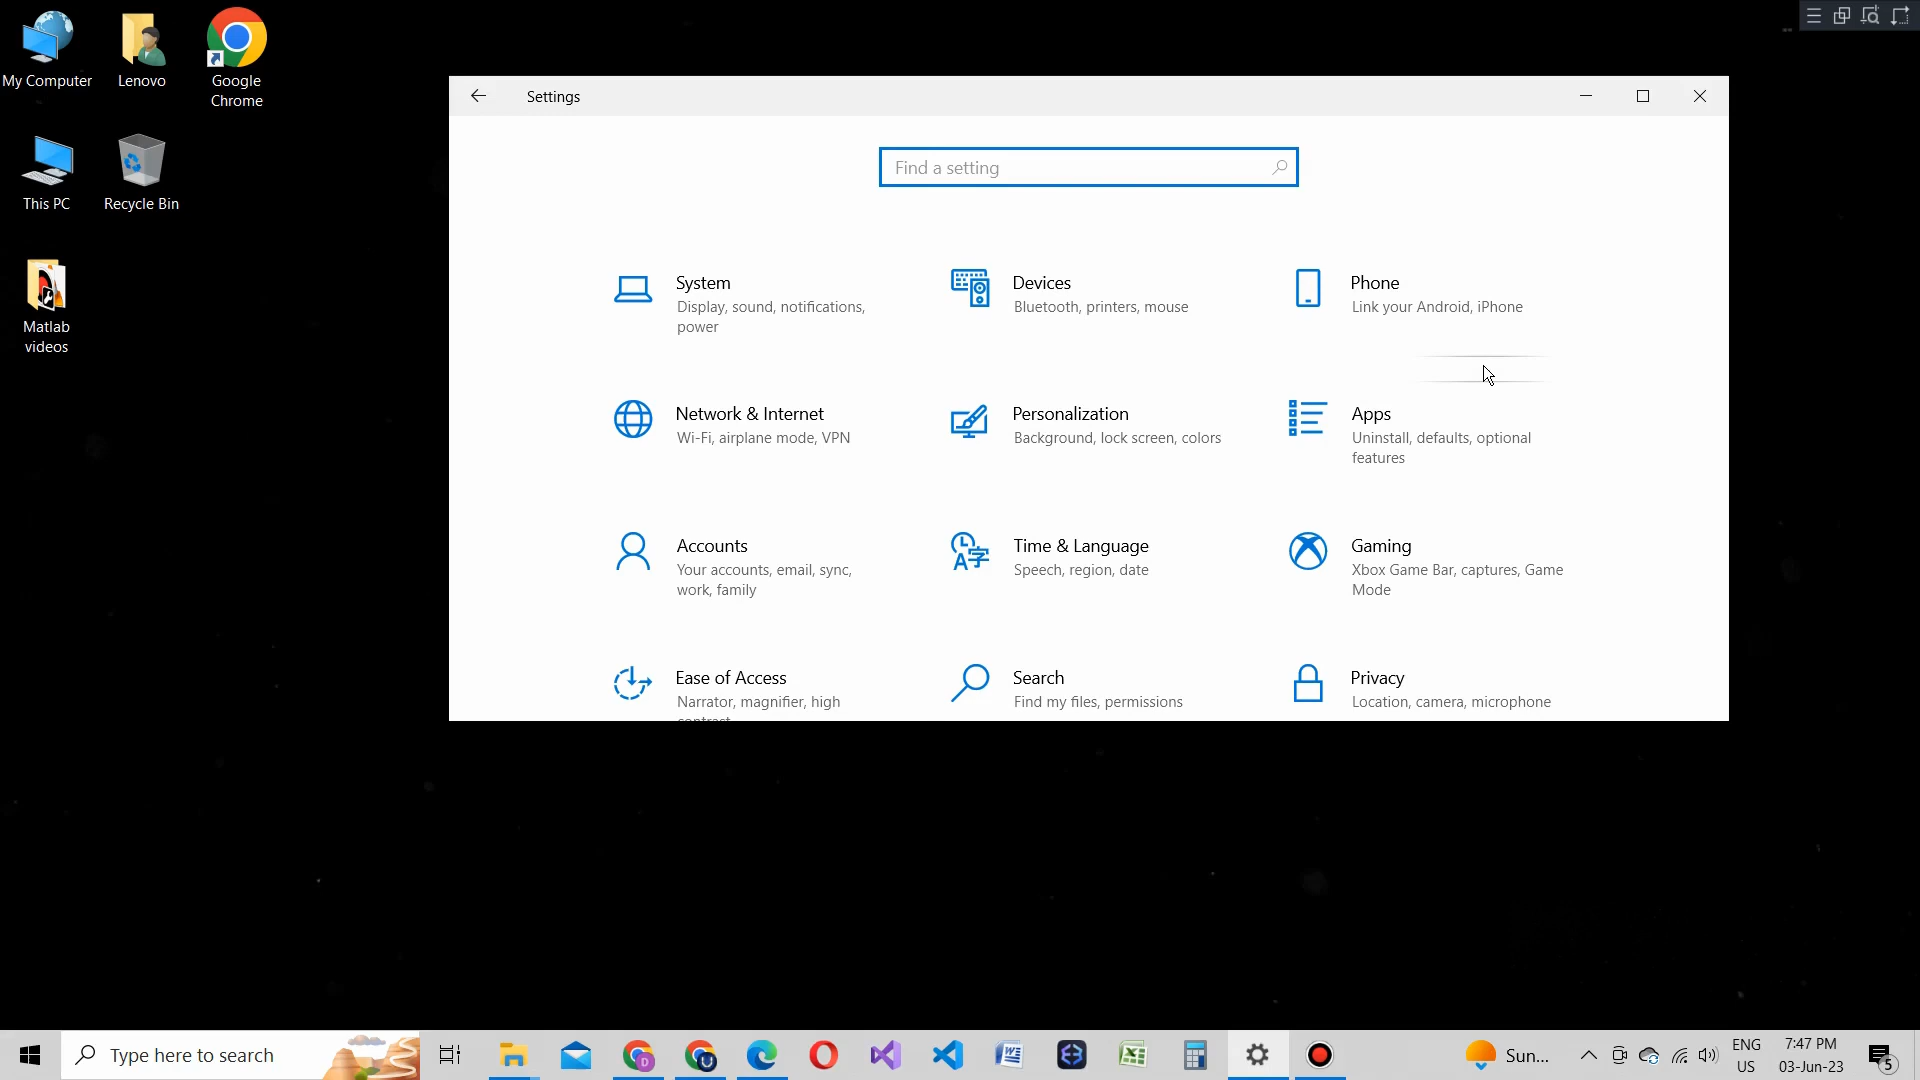 My Computer
Lenovo
Google
Chrome
This PC
Recycle Bin
Matlab
videos
Settings
Find a setting
System
Display, sound, notifications,
power
Devices
Bluetooth, printers, mouse
Phone
Link your Android, iPhone
Network & Internet
Wi-Fi, airplane mode, VPN
Personalization
Background, lock screen, colors
Apps
Uninstall, defaults, optional
features
Accounts
Your accounts, email, sync,
work, family
Time & Language
Speech, region, date
Gaming
Xbox Game Bar, captures, Game
Mode
Ease of Access
Narrator, magnifier, high
contrast
Search
Find my files, permissions
Privacy
Location, camera, microphone
Type here to search
Sun...
ENG
US
7:47 PM
03-Jun-23
5